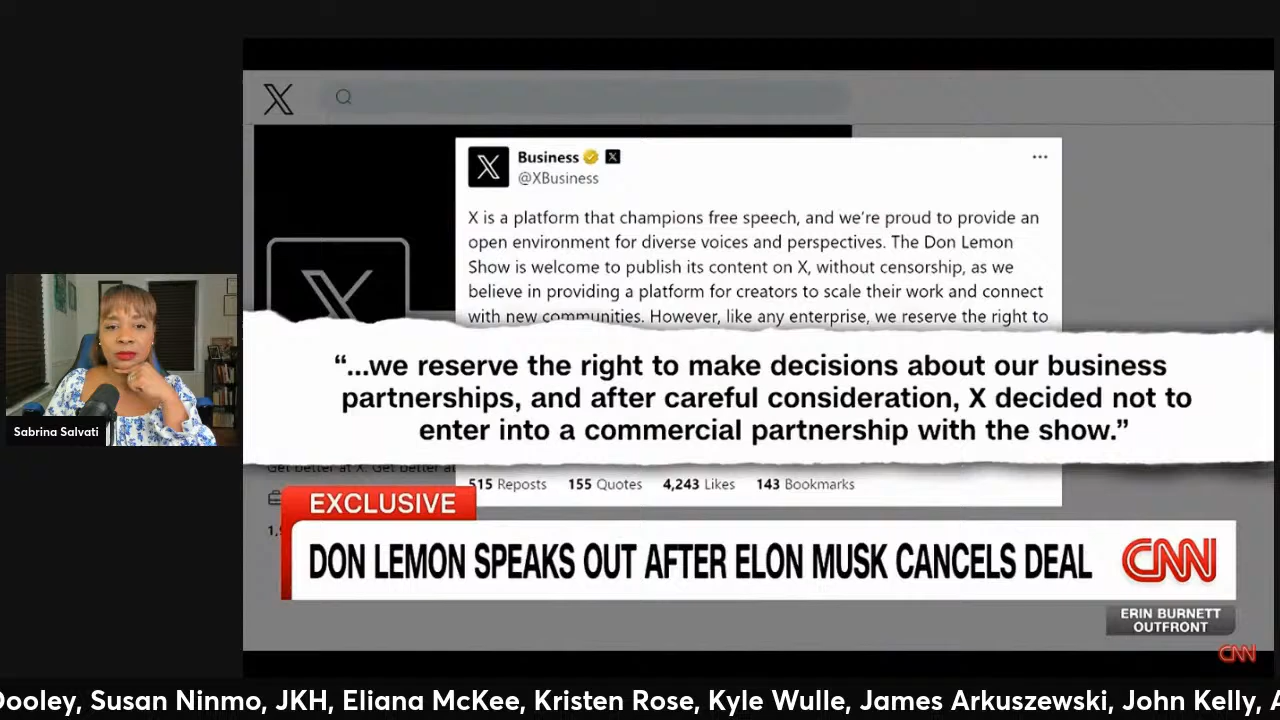 Business
@XBusiness
X is a platform that champions free speech, and we're proud to provide an
open environment for diverse voices and perspectives. The Don Lemon
Show is welcome to publish its content on X, without censorship, as we
believe in providing a platform for creators to scale their work and connect
with new communities. However, like any enterprise, we reserve the right to
“...we reserve the right to make decisions about our business
partnerships, and after careful consideration, X decided not to
enter into a commercial partnership with the show.”
Sabrina Salvati
Get better at X. Get better at
515 Reposts 155 Quotes 4,243 Likes 143 Bookmarks
EXCLUSIVE
DON LEMON SPEAKS OUT AFTER ELON MUSK CANCELS DEAL
CNN
ERIN BURNETT
OUTFRONT
CNN
Dooley, Susan Ninmo, JKH, Eliana McKee, Kristen Rose, Kyle Wulle, James Arkuszewski, John Kelly,